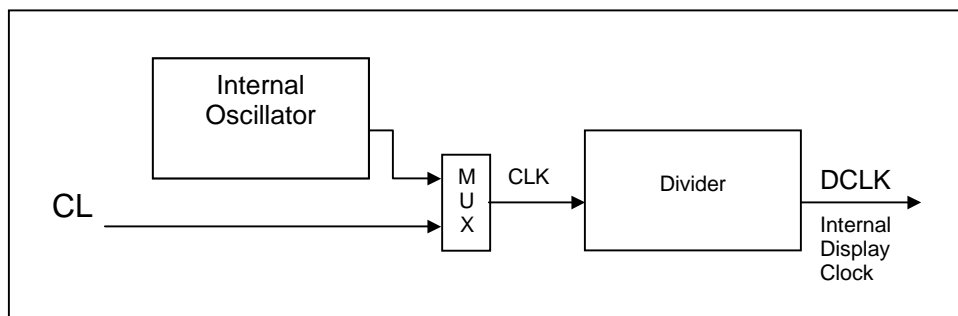 Internal
Oscillator
CL
M
U
X
CLK
Divider
DCLK
Internal
Display
Clock